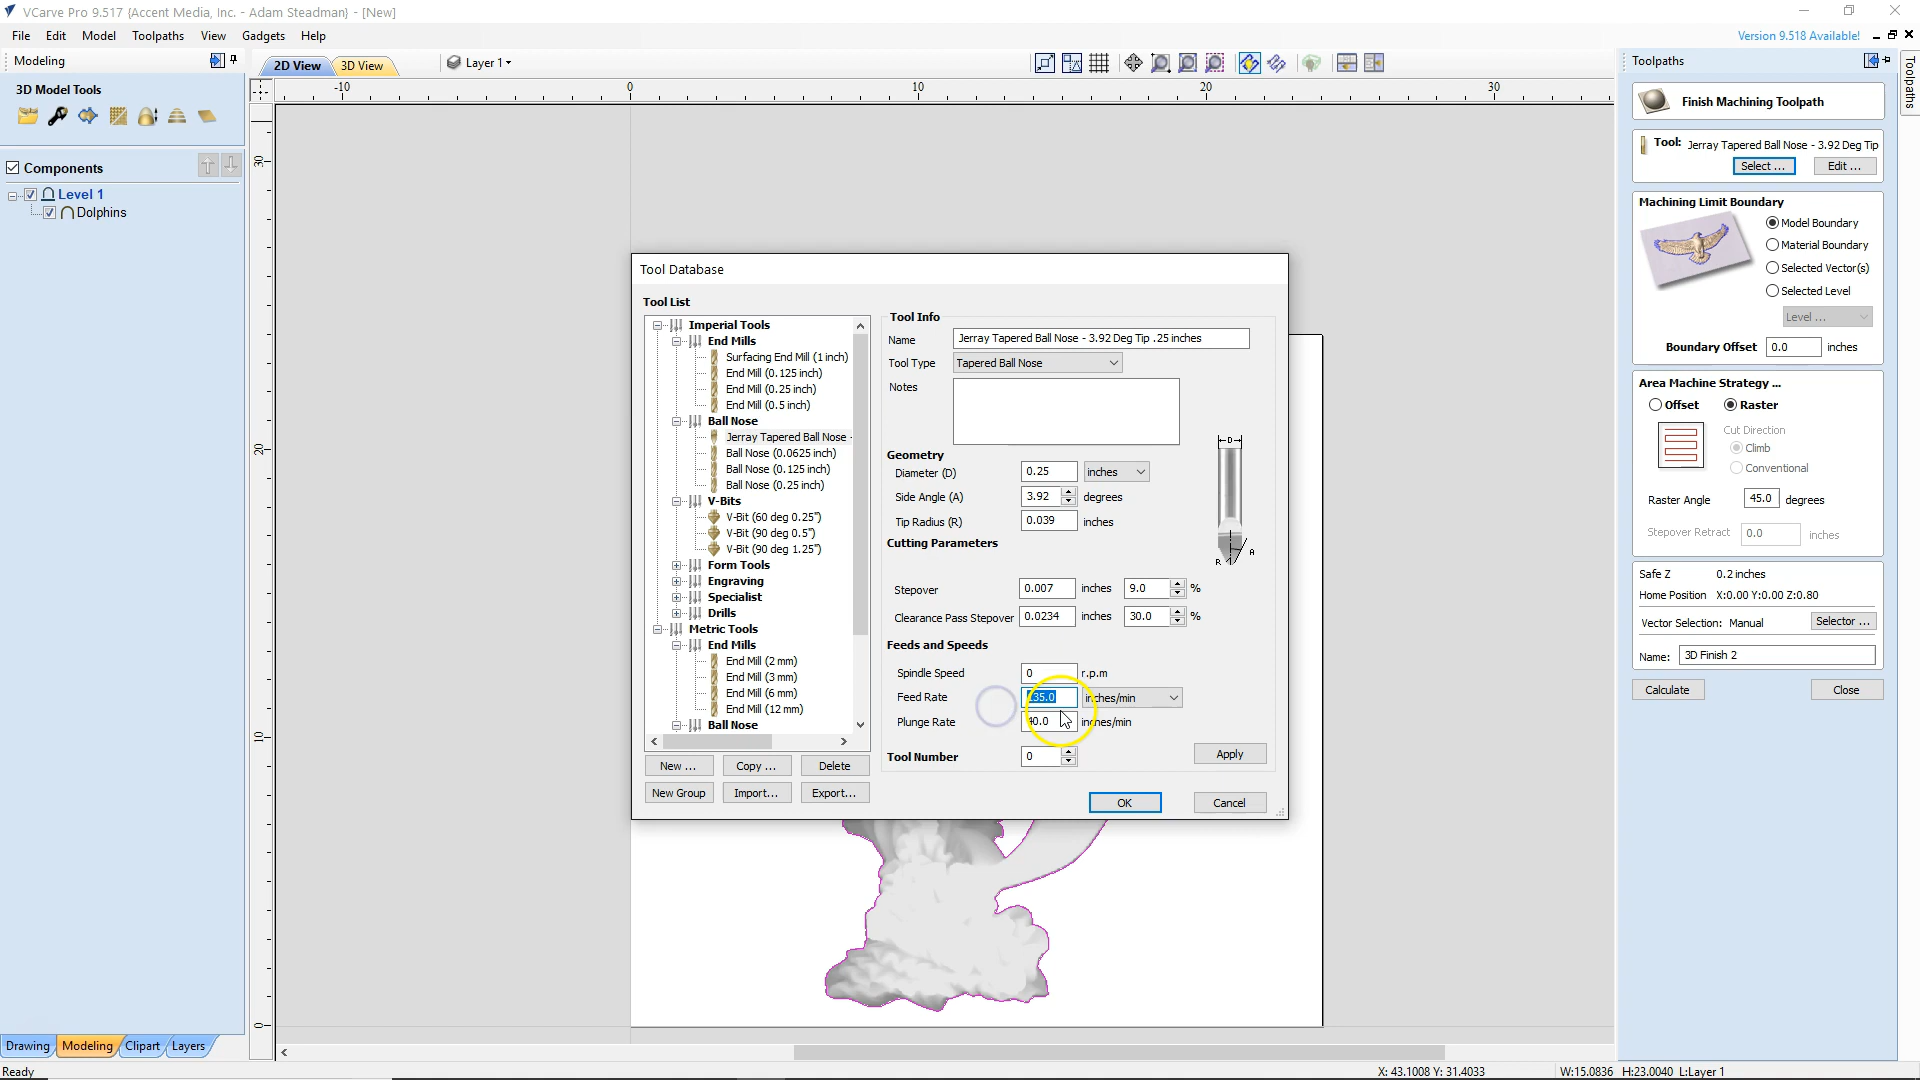 VCarve Pro 9.517 {Accent Media, Inc. - Adam Steadman} - [New]
File Edit Model Toolpaths View Gadgets Help
Version 9.518 Available!
Modeling
2D View 3D View Layer 1
Toolpaths
Toolpaths
3D Model Tools
-10 0 10 20 30
30
20
10
0
Components
Level 1
Dolphins
Tool Database
Tool List
Imperial Tools
End Mills
Surfacing End Mill (1 inch)
End Mill (0.125 inch)
End Mill (0.25 inch)
End Mill (0.5 inch)
Ball Nose
Jerray Tapered Ball Nose -
Ball Nose (0.0625 inch)
Ball Nose (0.125 inch)
Ball Nose (0.25 inch)
V-Bits
V-Bit (60 deg 0.25")
V-Bit (90 deg 0.5")
V-Bit (90 deg 1.25")
Form Tools
Engraving
Specialist
Drills
Metric Tools
End Mills
End Mill (2 mm)
End Mill (3 mm)
End Mill (6 mm)
End Mill (12 mm)
Ball Nose
New ... Copy ... Delete
New Group Import... Export...
Tool Info
Name Jerray Tapered Ball Nose - 3.92 Deg Tip .25 inches
Tool Type Tapered Ball Nose
Notes
Geometry
Diameter (D) 0.25 inches
Side Angle (A) 3.92 degrees
Tip Radius (R) 0.039 inches
D
R A
Cutting Parameters
Stepover 0.007 inches 9.0 %
Clearance Pass Stepover 0.0234 inches 30.0 %
Feeds and Speeds
Spindle Speed 0 r.p.m
Feed Rate inches/min
Plunge Rate 40.0 inches/min
Tool Number 0 Apply
OK Cancel
Finish Machining Toolpath
Tool: Jerray Tapered Ball Nose - 3.92 Deg Tip
Select ... Edit ...
Machining Limit Boundary
Model Boundary
Material Boundary
Selected Vector(s)
Selected Level
Level ...
Boundary Offset 0.0 inches
Area Machine Strategy ...
Offset Raster
Cut Direction
Climb
Conventional
Raster Angle 45.0 degrees
Stepover Retract 0.0 inches
Safe Z 0.2 inches
Home Position X:0.00 Y:0.00 Z:0.80
Vector Selection: Manual Selector ...
Name: 3D Finish 2
Calculate Close
Drawing Modeling Clipart Layers
Ready
X: 43.1008 Y: 31.4033 W:15.0836 H:23.0040 L:Layer 1